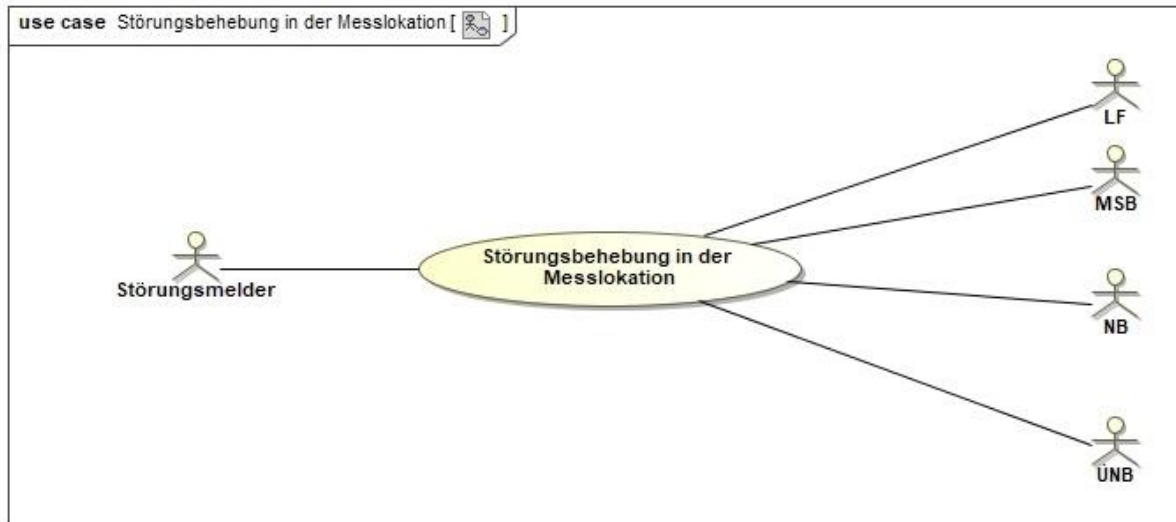 use case Störungsbehebung in der Messlokation [ ]
LF
MSB
Störungsbehebung in der
Messlokation
Störungsmelder
NB
ÜNB